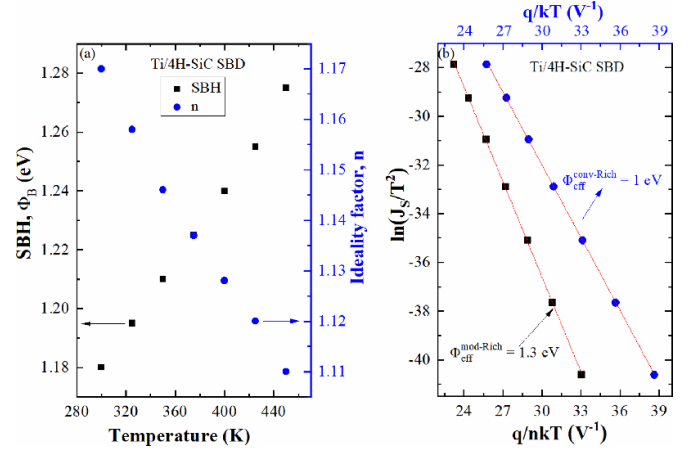 q/kT (V⁻¹)
24 27 30 33 36 39
(a)
Ti/4H-SiC SBD
SBH
n
1.28
1.26
1.24
1.22
1.20
1.18
SBH, Φ_B (eV)
1.17
1.16
1.15
1.14
1.13
1.12
1.11
Ideality factor, n
280 320 360 400 440
Temperature (K)
(b)
Ti/4H-SiC SBD
-28
-31
-34
-37
-40
ln(J_S/T²)
Φ_eff^conv-Rich = 1 eV
Φ_eff^mod-Rich = 1.3 eV
24 27 30 33 36 39
q/nkT (V⁻¹)